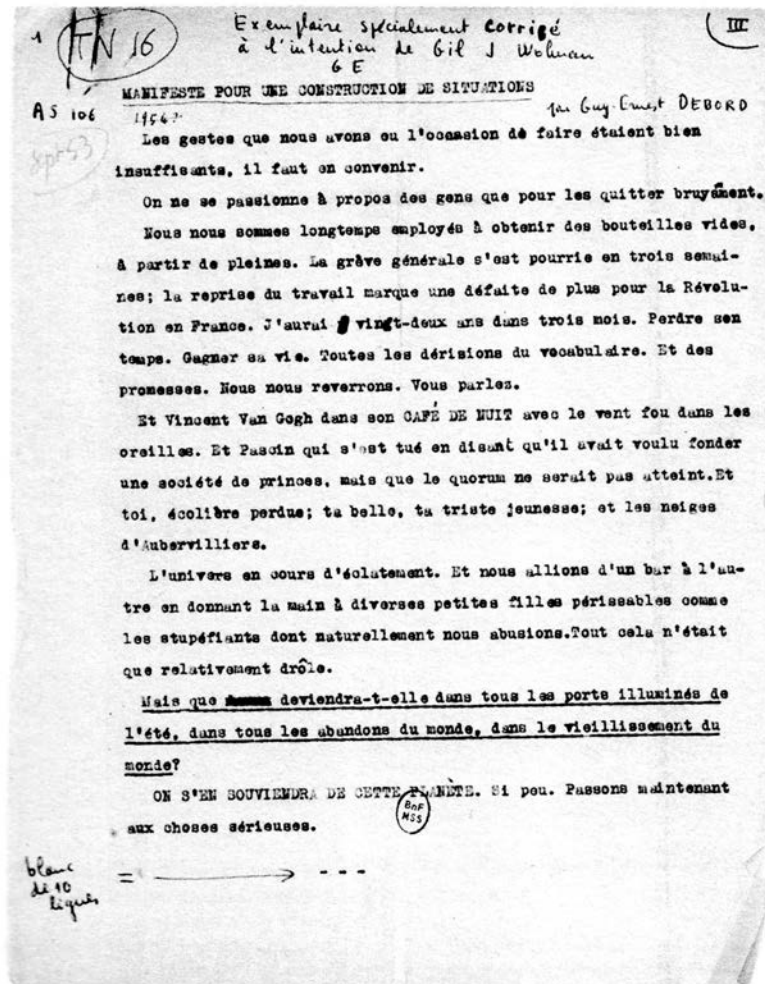 1
TN 16
Exemplaire spécialement corrigé
III
à l'intention de Gil J Wolman
G E
MANIFESTE POUR UNE CONSTRUCTION DE SITUATIONS
par Guy-Ernest DEBORD
AS 106
1956?
sept 53
Les gestes que nous avons eu l'occasion de faire étaient bien
insuffisants, il faut en convenir.
On ne se passionne à propos des gens que pour les quitter bruyament.
Nous nous sommes longtemps employés à obtenir des bouteilles vides,
à partir de pleines. La grève générale s'est pourrie en trois semai-
nes; la reprise du travail marque une défaite de plus pour la Révolu-
tion en France. J'aurai vingt-deux ans dans trois mois. Perdre son
temps. Gagner sa vie. Toutes les dérisions du vocabulaire. Et des
promesses. Nous nous reverrons. Vous parlez.
Et Vincent Van Gogh dans son CAFÉ DE NUIT avec le vent fou dans les
oreilles. Et Pascin qui s'est tué en disant qu'il avait voulu fonder
une société de princes, mais que le quorum ne serait pas atteint.Et
toi, écolière perdue; ta belle, ta triste jeunesse; et les neiges
d'Aubervilliers.
L'univers en cours d'éclatement. Et nous allions d'un bar à l'au-
tre en donnant la main à diverses petites filles périssables comme
les stupéfiants dont naturellement nous abusions.Tout cela n'était
que relativement drôle.
Mais que deviendra-t-elle dans tous les ports illuminés de
l'été, dans tous les abandons du monde, dans le vieillissement du
monde?
ON S'EN SOUVIENDRA DE CETTE PLANÈTE. Si peu. Passons maintenant
BnF
MSS
aux choses sérieuses.
blanc
de 10
lignes
= ---